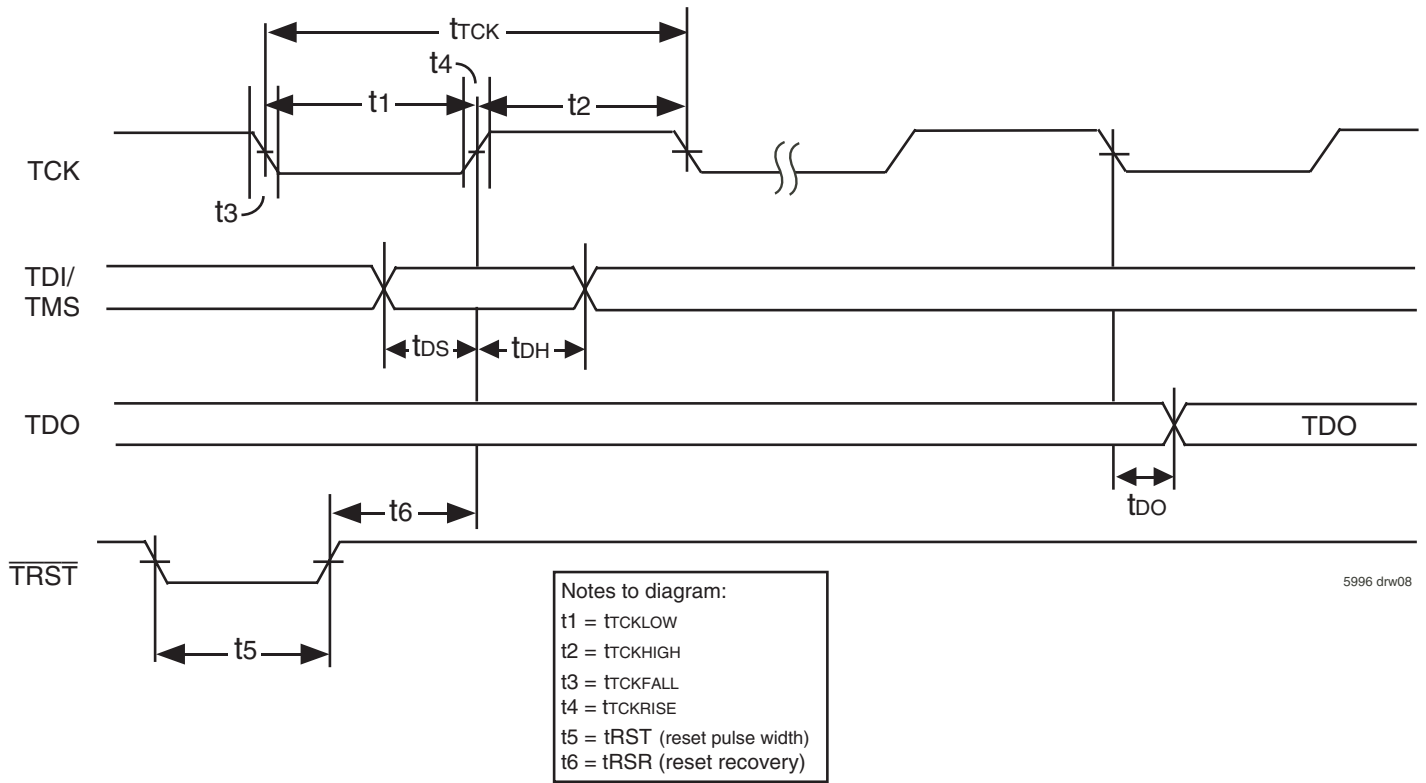 tTCK
t4
t1
t2
TCK
t3
TDI/
TMS
tDS
tDH
TDO
TDO
tDO
t6
TRST
t5
5996 drw08
Notes to diagram:
t1 = tTCKLOW
t2 = tTCKHIGH
t3 = tTCKFALL
t4 = tTCKRISE
t5 = tRST (reset pulse width)
t6 = tRSR (reset recovery)